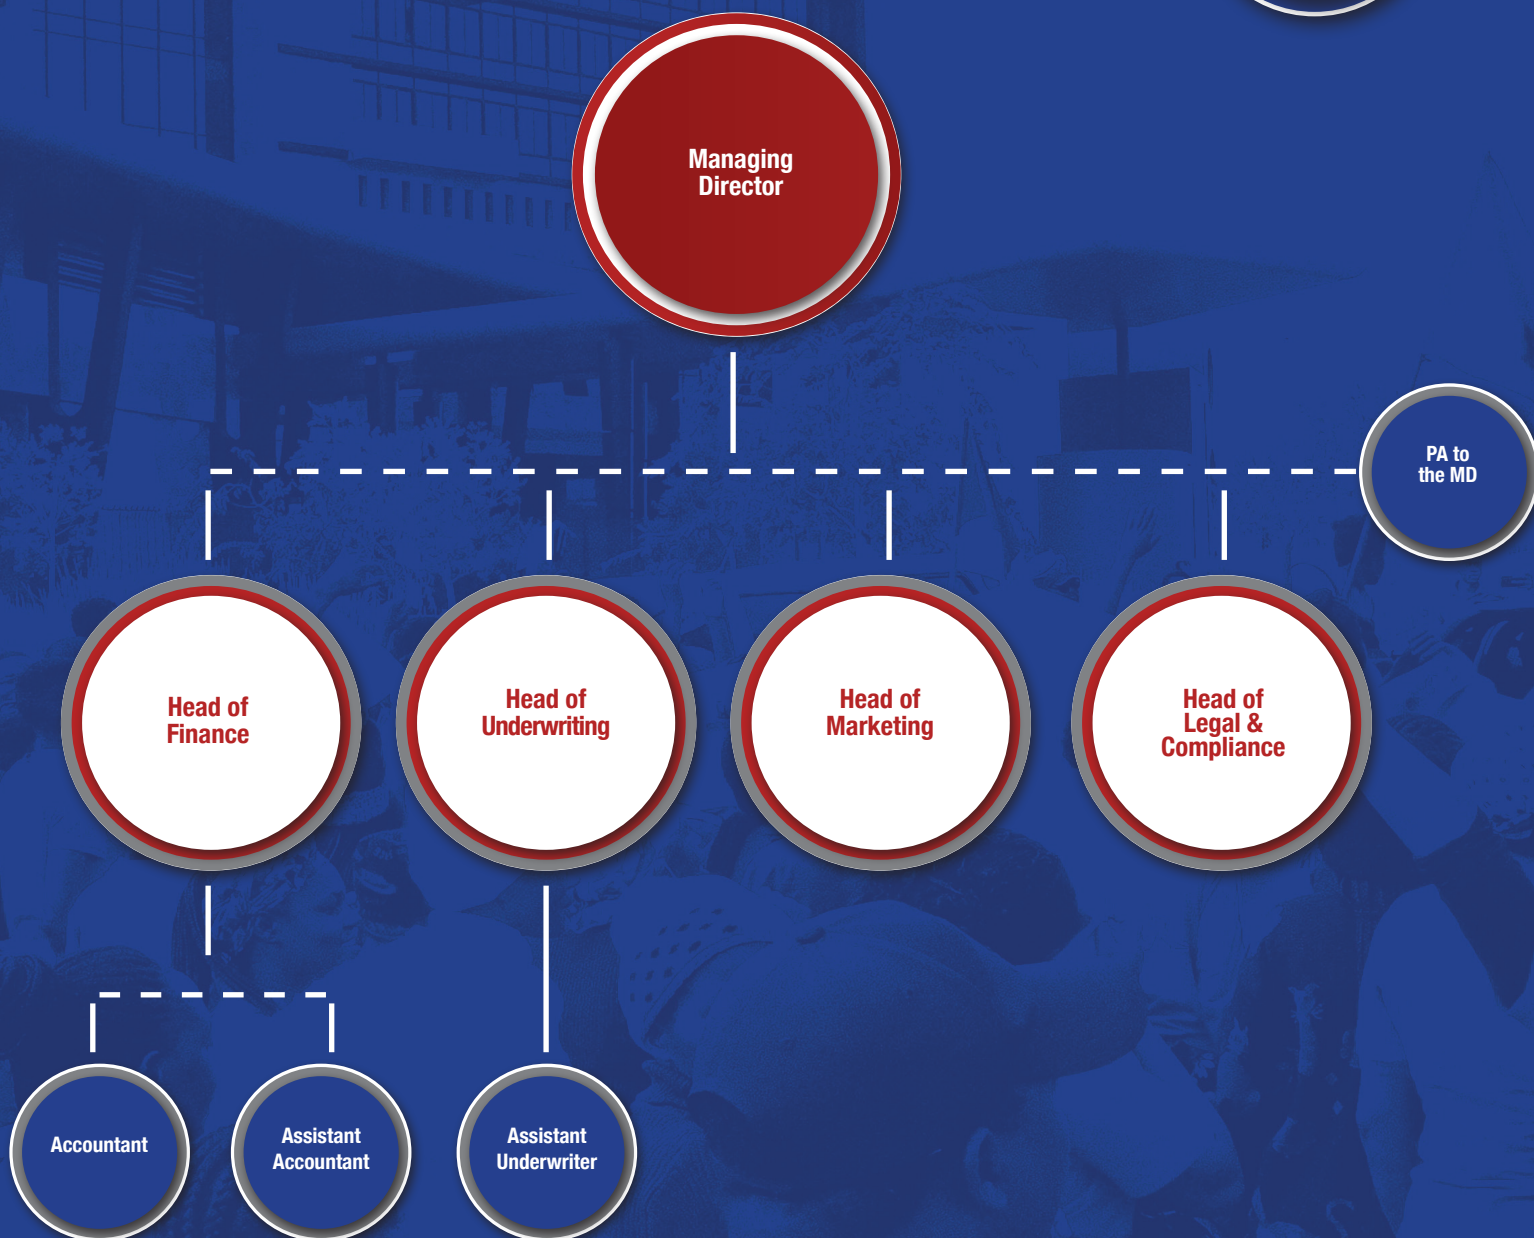 Managing
Director
PA to
the MD
Head of
Finance
Head of
Underwriting
Head of
Marketing
Head of
Legal &
Compliance
Accountant
Assistant
Accountant
Assistant
Underwriter